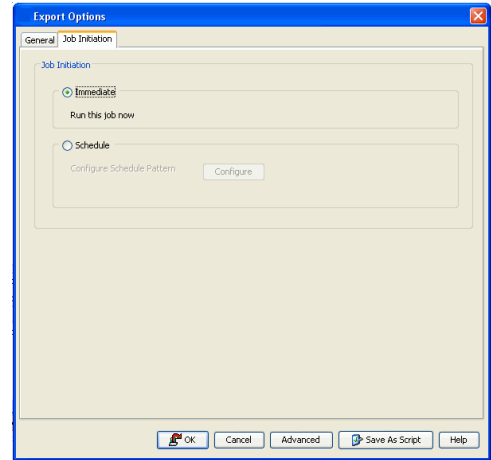 Export Options
General Job Initiation
Job Initiation
Immediate
Run this job now
Schedule
Configure Schedule Pattern Configure
OK Cancel Advanced Save As Script Help